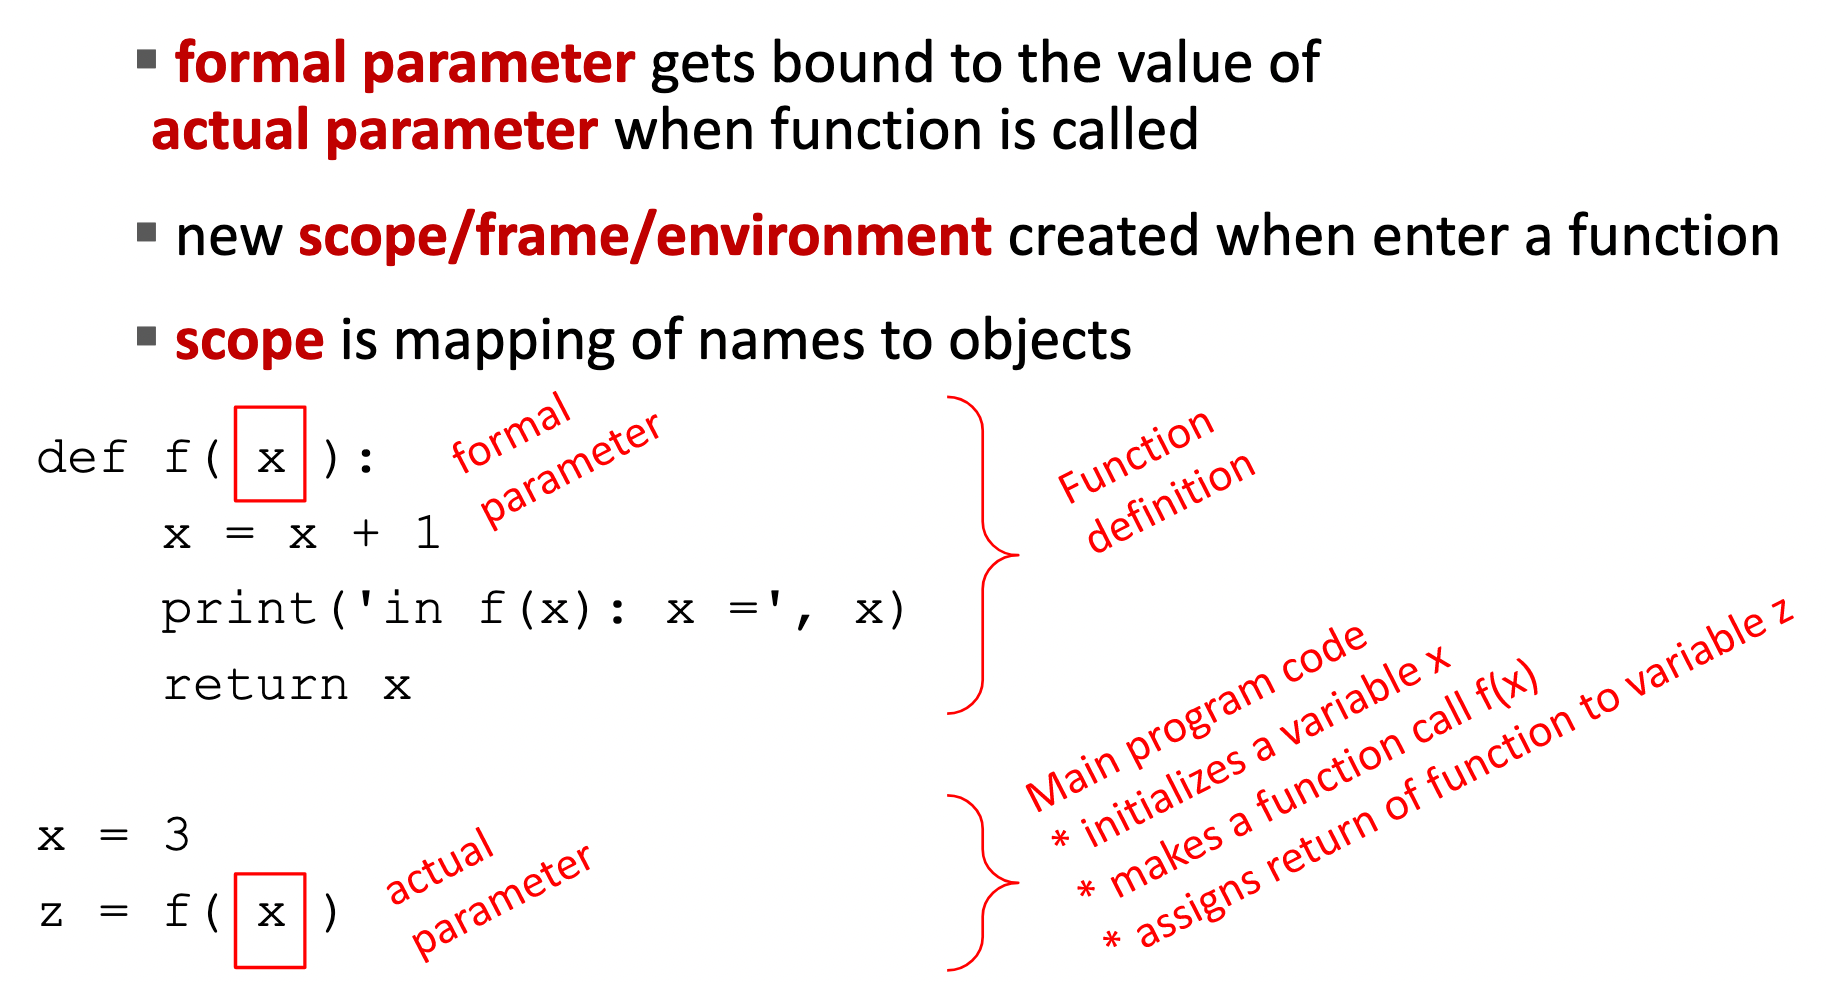 ▪ formal parameter gets bound to the value of
actual parameter when function is called
▪ new scope/frame/environment created when enter a function
▪ scope is mapping of names to objects
def f( x ):
formal
parameter
    x = x + 1
    print('in f(x): x =', x)
    return x
Function
definition
x = 3
z = f( x )
actual
parameter
Main program code
* initializes a variable x
* makes a function call f(x)
* assigns return of function to variable z